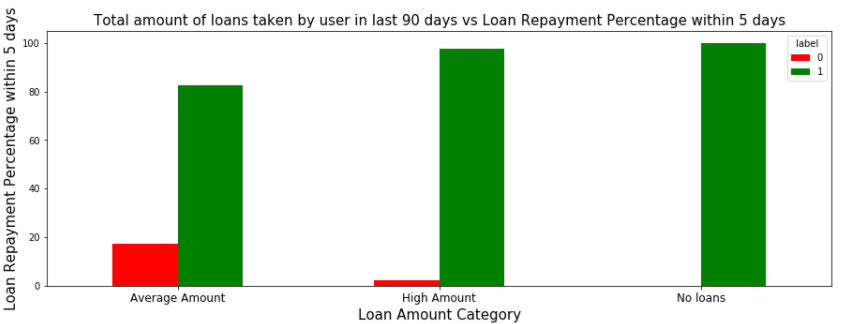 Total amount of loans taken by user in last 90 days vs Loan Repayment Percentage within 5 days
Loan Repayment Percentage within 5 days
100
80
60
40
20
0
label
0
1
Average Amount
High Amount
No loans
Loan Amount Category